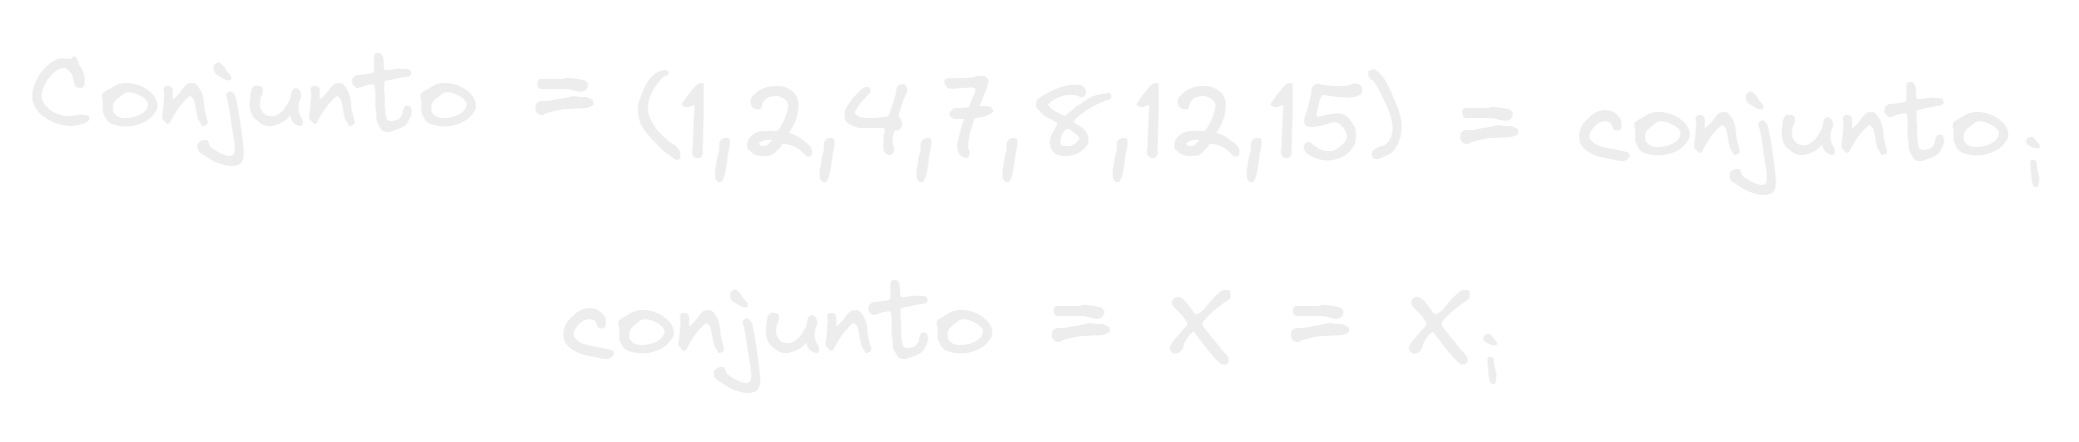 Conjunto = (1,2,4,7,8,12,15) = conjuntoᵢ
conjunto = x = xᵢ